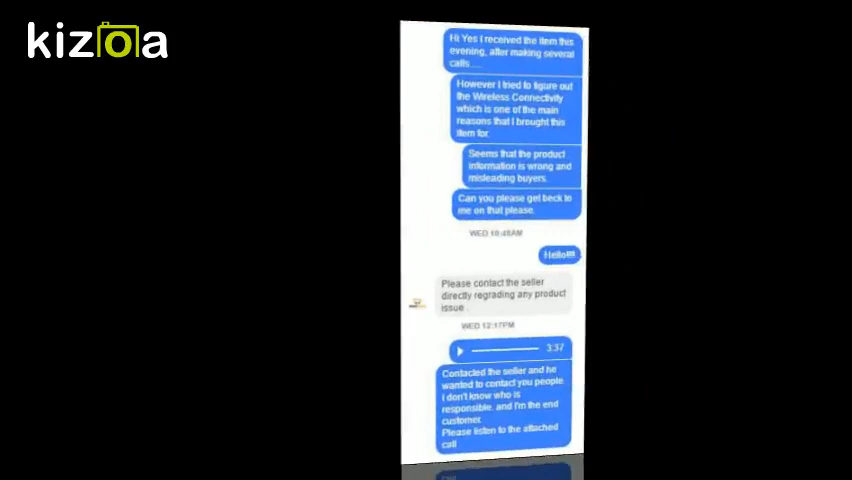 kizoa
Hi Yes I received the item this
evening, after making several
calls.....
However I tried to figure out
the Wireless Connectivity
which is one of the main
reasons that I brought this
item for.
Seems that the product
information is wrong and
misleading buyers.
Can you please get back to
me on that please.
WED 10:48AM
Hello!!!!
Please contact the seller
directly regrading any product
issue .
WED 12:17PM
3:37
Contacted the seller and he
wanted to contact you people.
I don't know who is
responsible. and I'm the end
customer.
Please listen to the attached
call